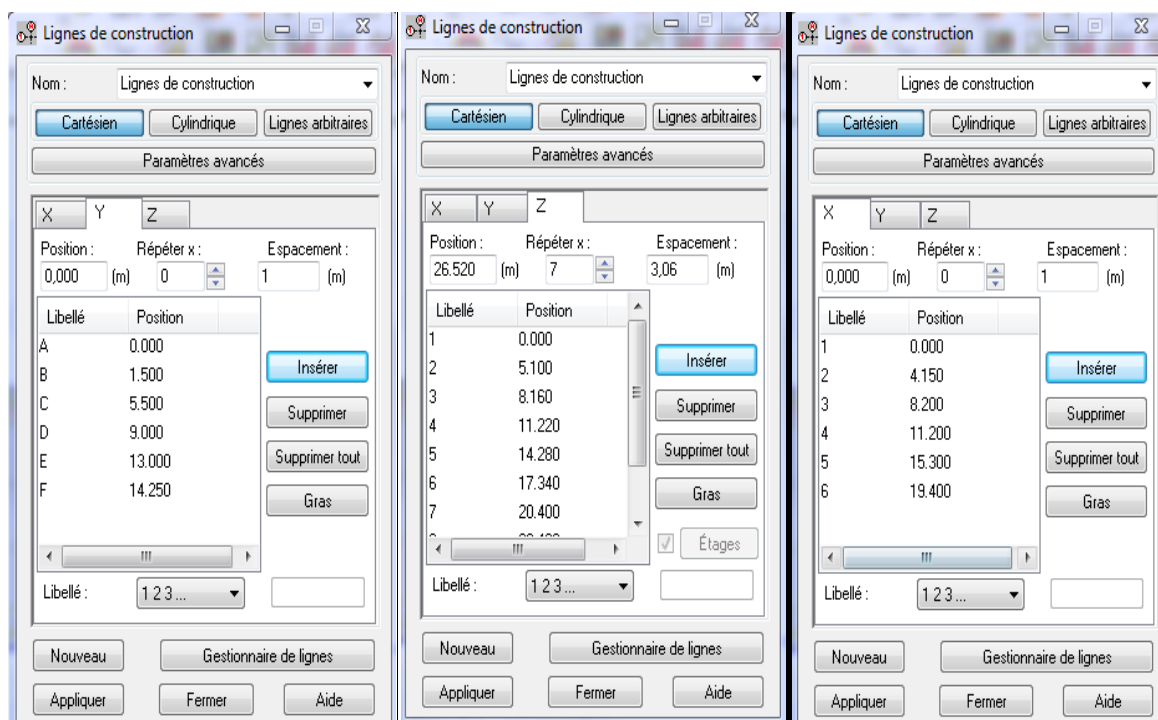 Lignes de construction
Nom : Lignes de construction
Cartésien Cylindrique Lignes arbitraires
Paramètres avancés
X Y Z
Position : Répéter x : Espacement :
0,000 (m) 0 1 (m)
Libellé Position
A 0.000
B 1.500
C 5.500
D 9.000
E 13.000
F 14.250
Insérer
Supprimer
Supprimer tout
Gras
Libellé : 1 2 3 ...
Nouveau Gestionnaire de lignes
Appliquer Fermer Aide
Lignes de construction
Nom : Lignes de construction
Cartésien Cylindrique Lignes arbitraires
Paramètres avancés
X Y Z
Position : Répéter x : Espacement :
26.520 (m) 7 3,06 (m)
Libellé Position
1 0.000
2 5.100
3 8.160
4 11.220
5 14.280
6 17.340
7 20.400
Insérer
Supprimer
Supprimer tout
Gras
Étages
Libellé : 1 2 3 ...
Nouveau Gestionnaire de lignes
Appliquer Fermer Aide
Lignes de construction
Nom : Lignes de construction
Cartésien Cylindrique Lignes arbitraires
Paramètres avancés
X Y Z
Position : Répéter x : Espacement :
0,000 (m) 0 1 (m)
Libellé Position
1 0.000
2 4.150
3 8.200
4 11.200
5 15.300
6 19.400
Insérer
Supprimer
Supprimer tout
Gras
Libellé : 1 2 3 ...
Nouveau Gestionnaire de lignes
Appliquer Fermer Aide